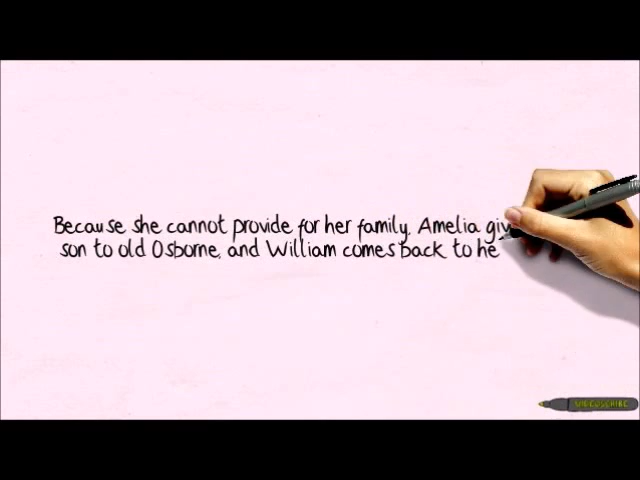 Because she cannot provide for her family, Amelia giv
son to old Osborne, and William comes back to he
VIDEOSCRIBE